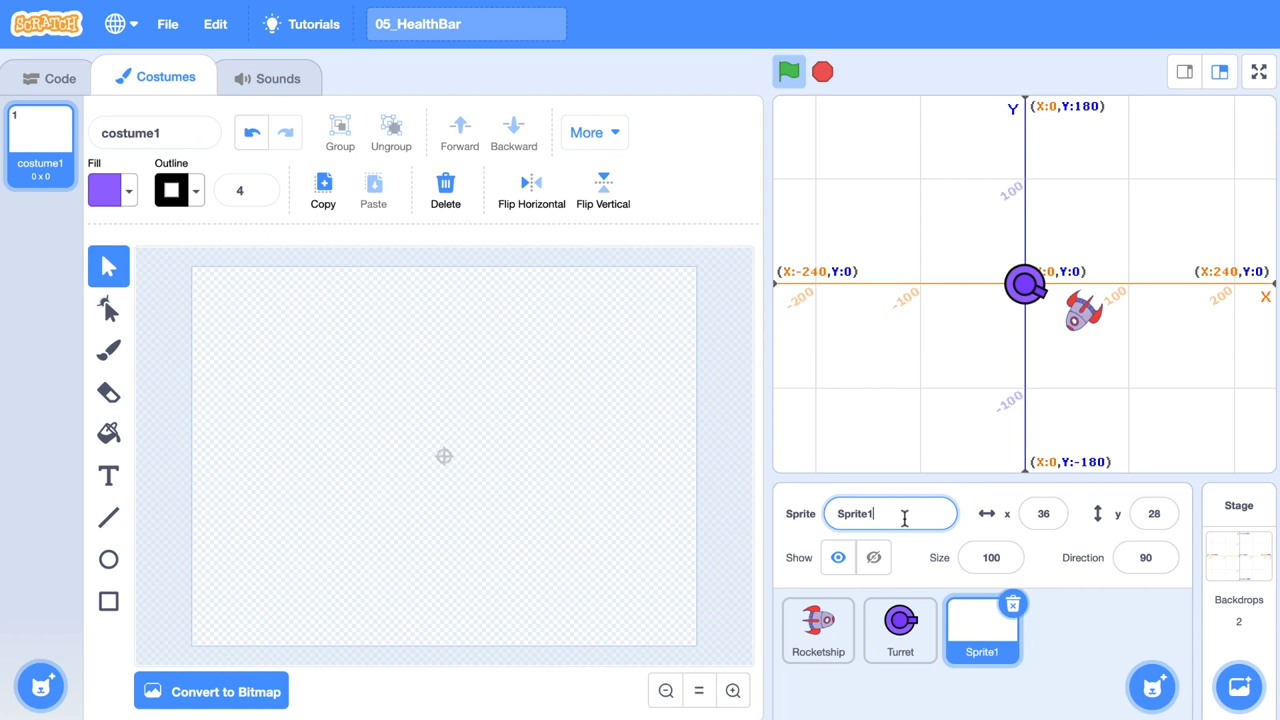 SCRATCH File Edit Tutorials 05_HealthBar
Code Costumes Sounds
1
costume1
0 x 0
costume1
Group Ungroup Forward Backward More
Fill Outline
4
Copy Paste Delete Flip Horizontal Flip Vertical
Convert to Bitmap
Y (X:0,Y:180)
100
(X:-240,Y:0) :0,Y:0) (X:240,Y:0)
-200 -100 100 200 X
-100
(X:0,Y:-180)
Sprite Sprite1 x 36 y 28
Show Size 100 Direction 90
Rocketship Turret Sprite1
Stage
Backdrops
2